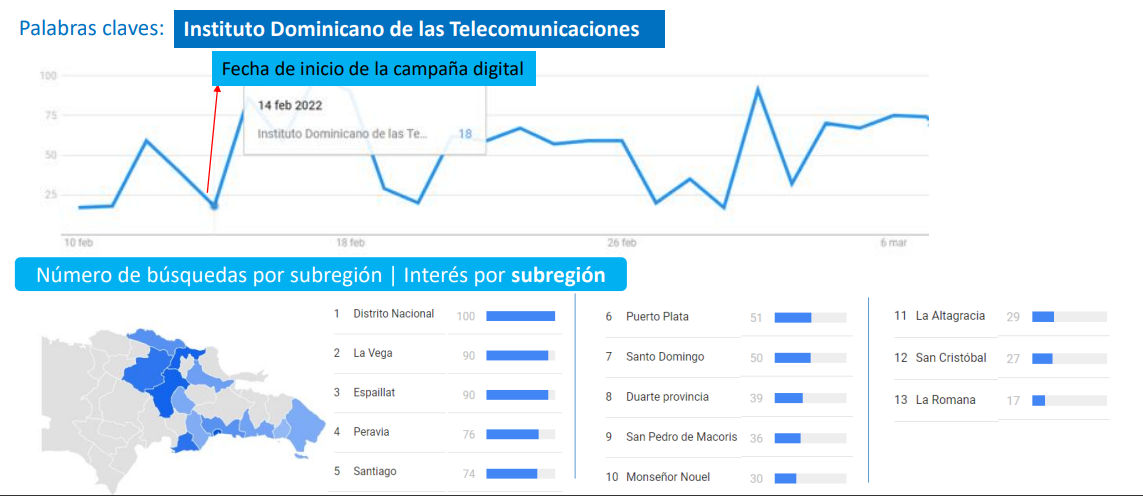 Palabras claves: Instituto Dominicano de las Telecomunicaciones
Fecha de inicio de la campaña digital
100
75
50
25
14 feb 2022
Instituto Dominicano de las Te... 18
10 feb 18 feb 26 feb 6 mar
Número de búsquedas por subregión | Interés por subregión
1 Distrito Nacional 100
2 La Vega 90
3 Espaillat 90
4 Peravia 76
5 Santiago 74
6 Puerto Plata 51
7 Santo Domingo 50
8 Duarte provincia 39
9 San Pedro de Macoris 36
10 Monseñor Nouel 30
11 La Altagracia 29
12 San Cristóbal 27
13 La Romana 17